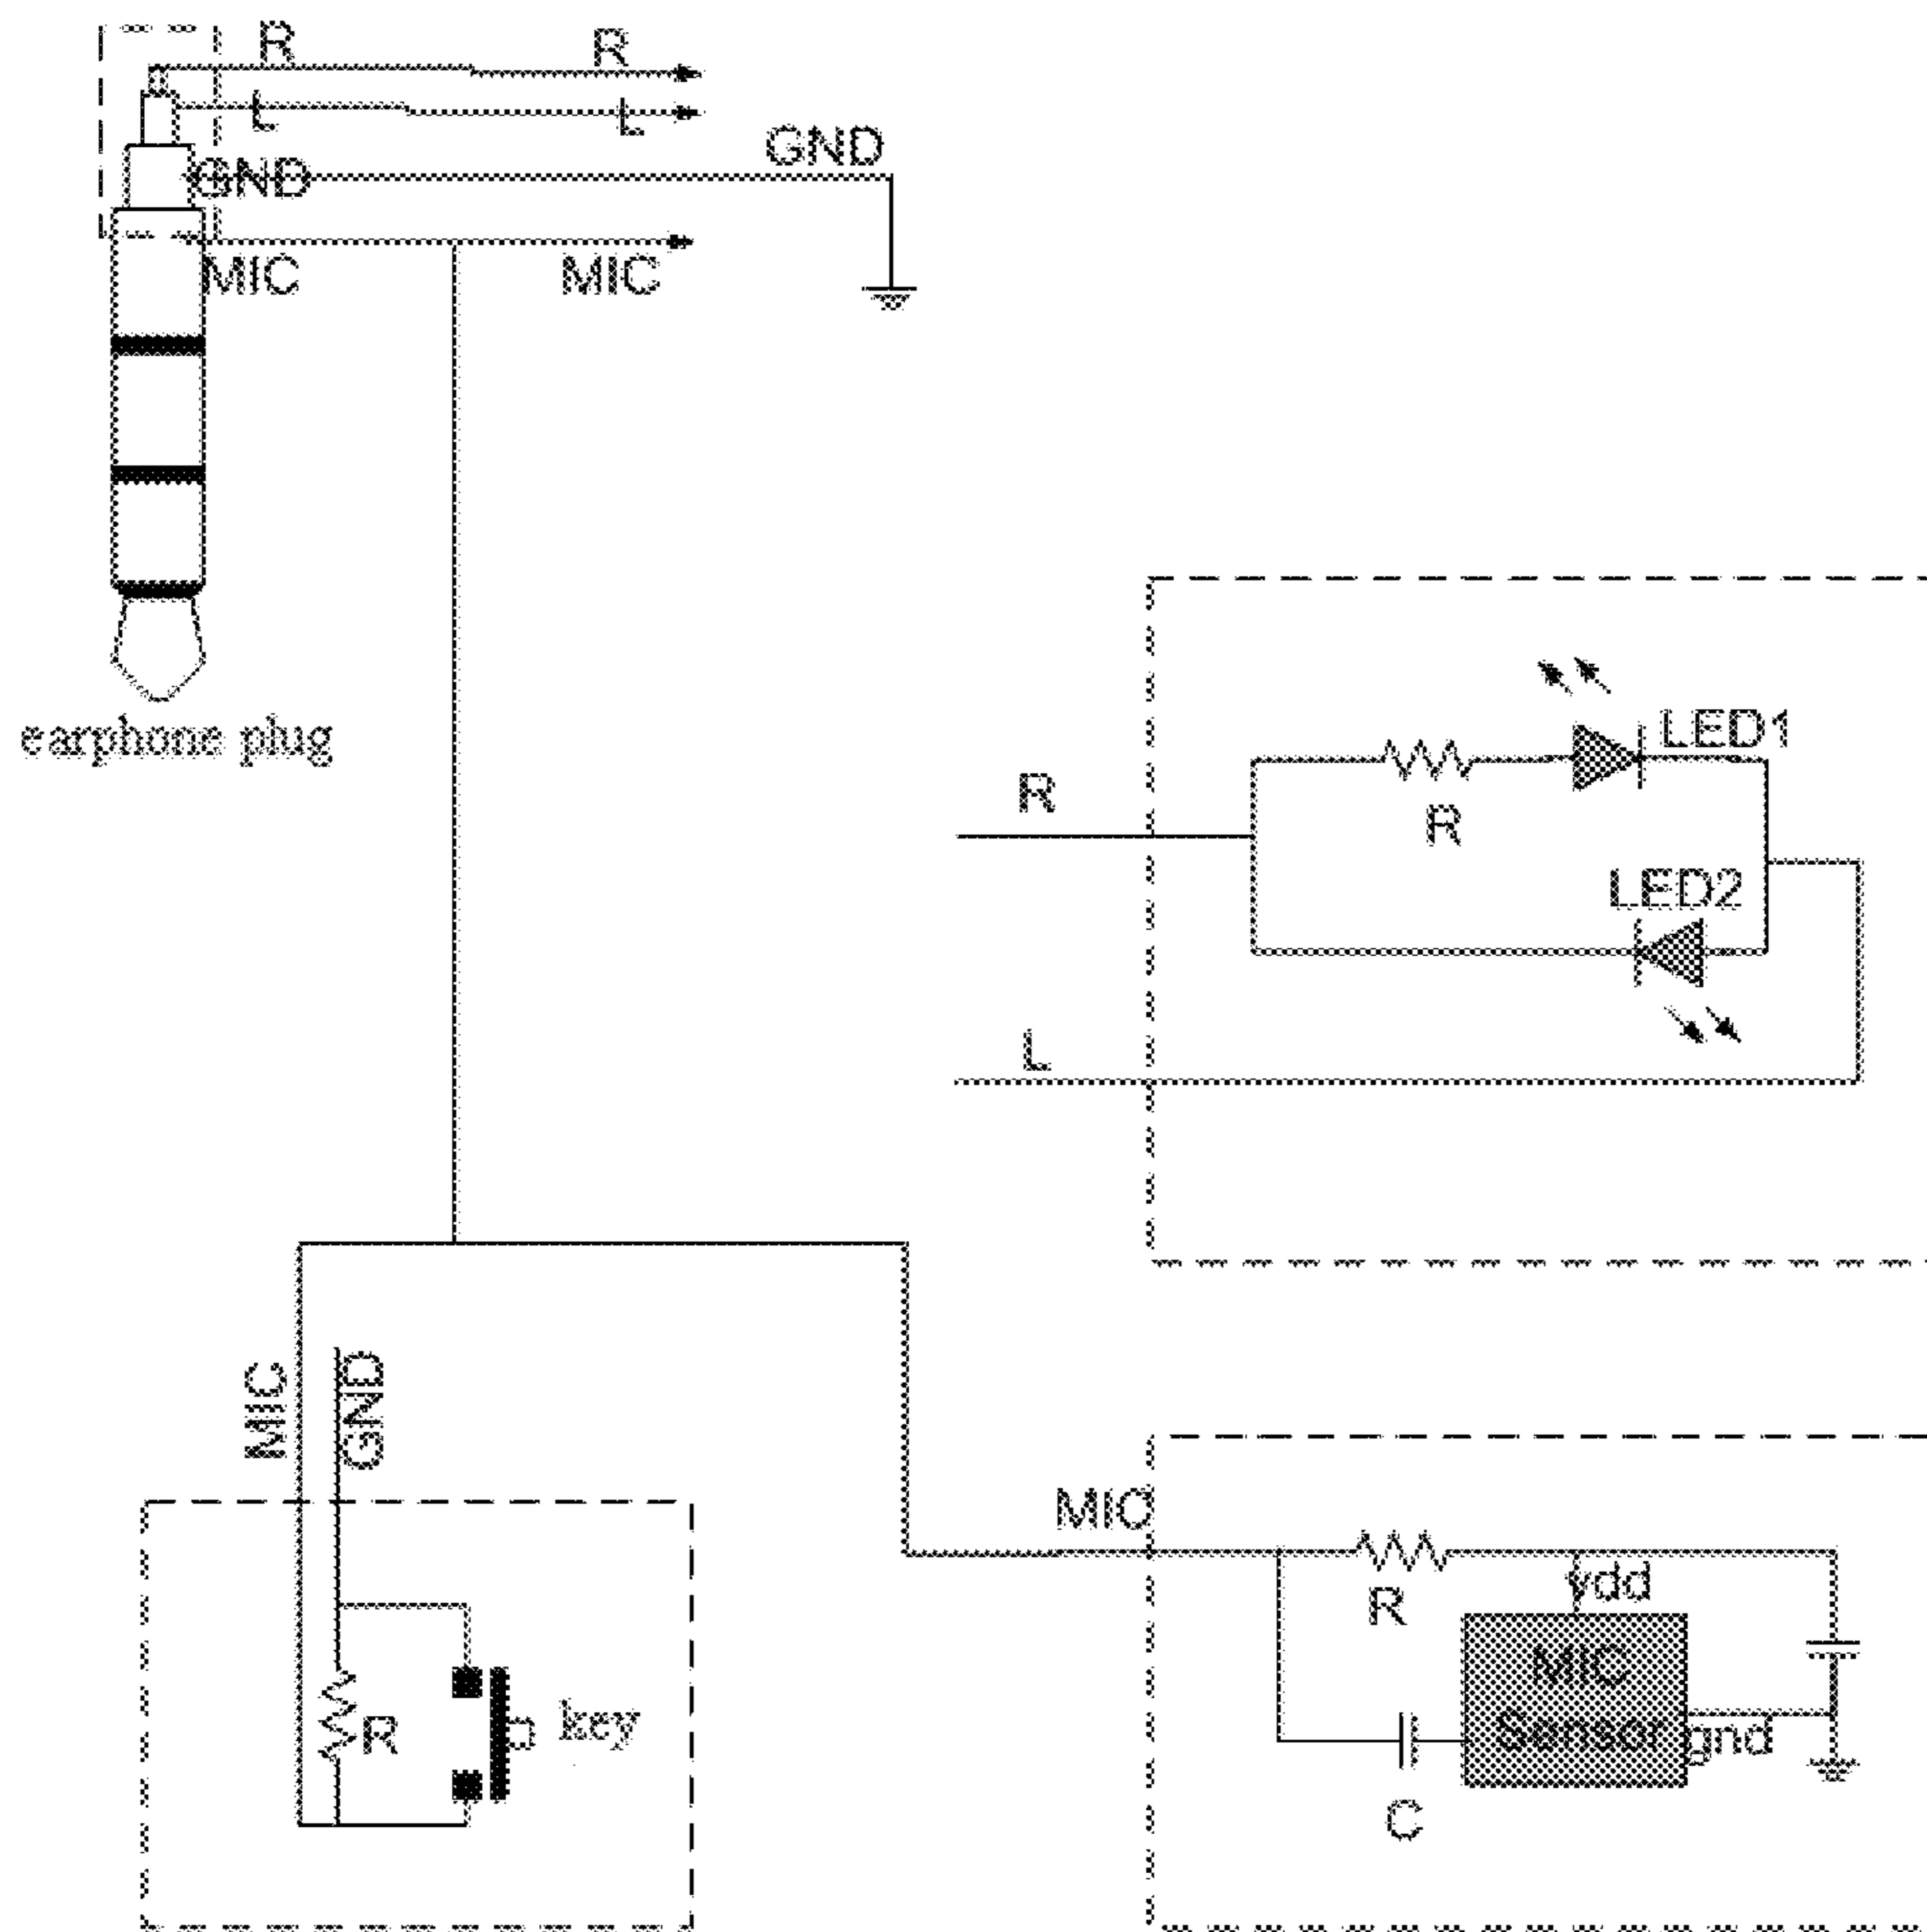 R R
L L
GND
GND
MIC MIC
earphone plug
LED1
R
R
LED2
L
MIC
GND
MIC
vdd
R
MIC
Sensor
gnd
key
R
C